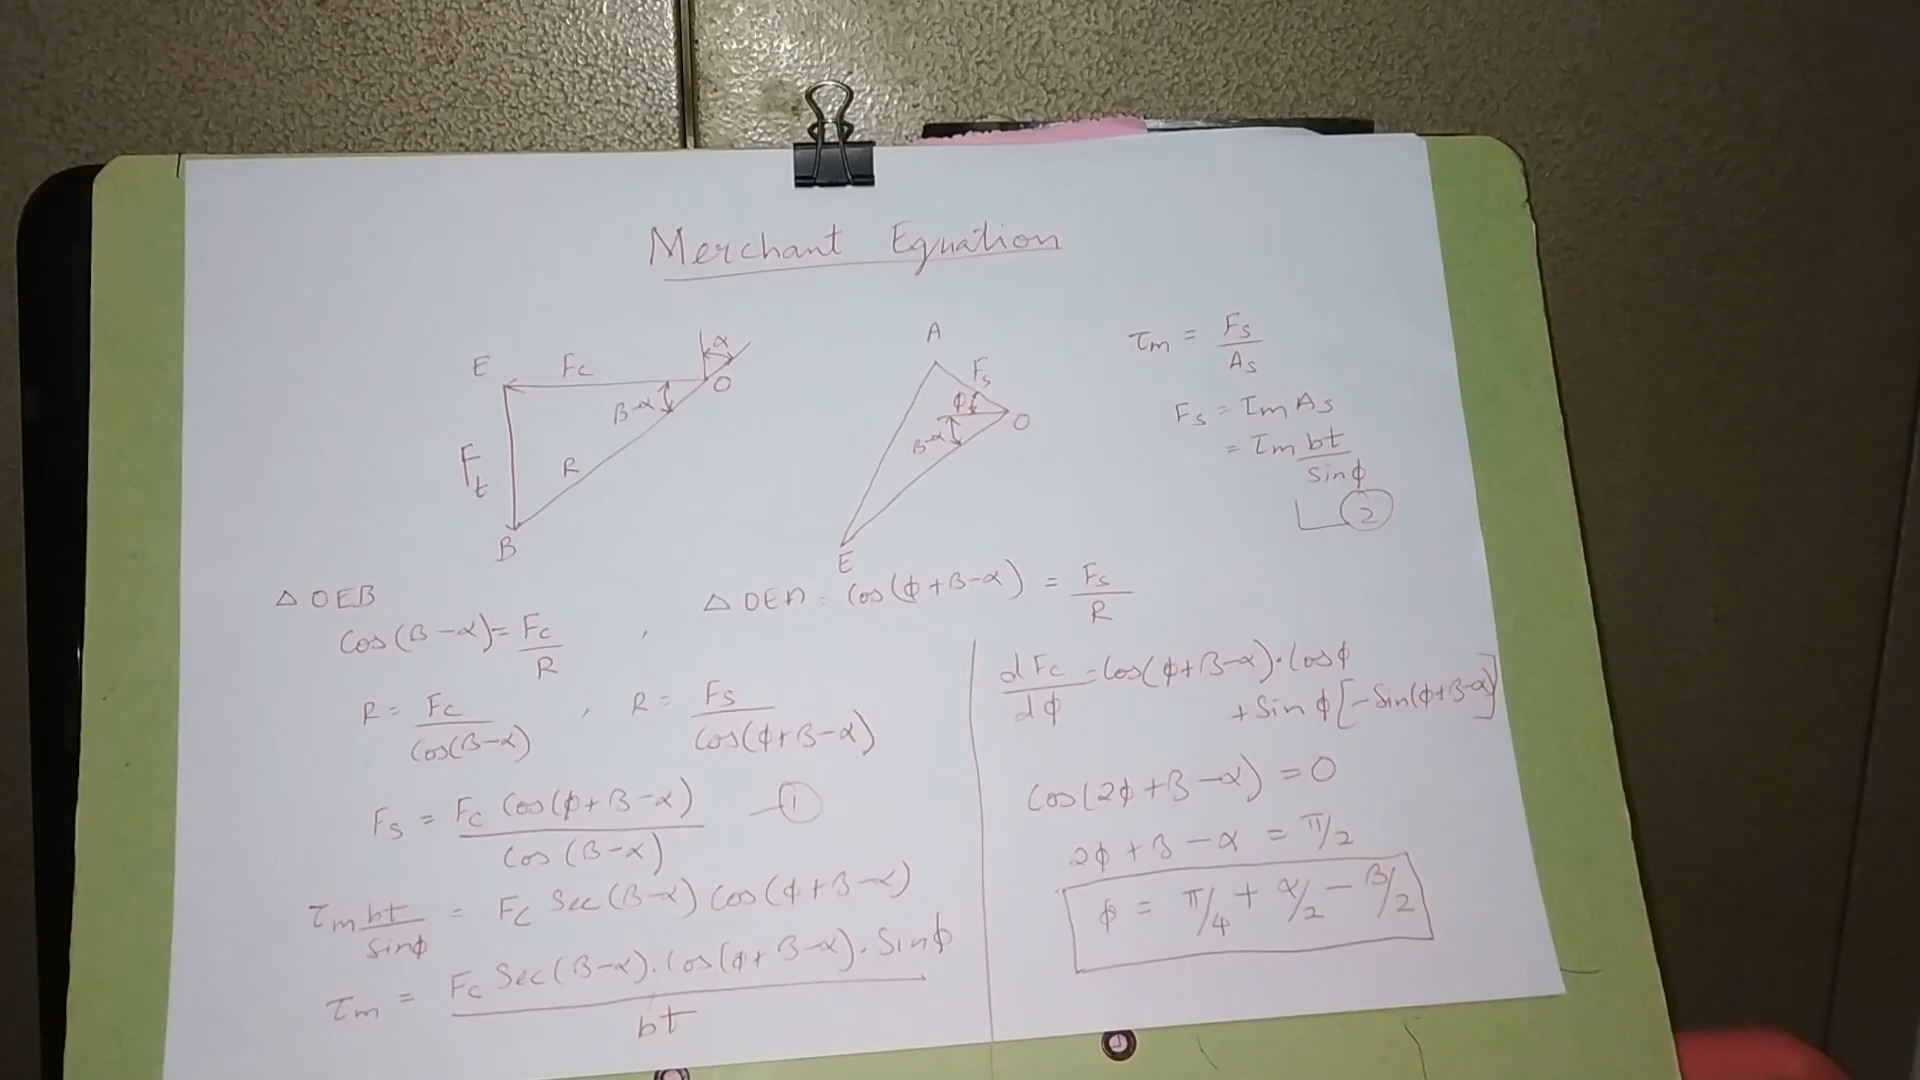 Merchant Equation
E Fc α O
β-α
Ft R
B
A
Fs
φ
O
β-α
E
τm = Fs/As
Fs = τm As
= τm bt/sinφ
2
△ OEB
Cos(β-α) = Fc/R ,
△ OEA : Cos(φ+β-α) = Fs/R
R = Fc/Cos(β-α) , R = Fs/Cos(φ+β-α)
Fs = Fc Cos(φ+β-α)/Cos(β-α) — 1
τm bt/sinφ = Fc Sec(β-α) Cos(φ+β-α)
τm = Fc Sec(β-α).Cos(φ+β-α).Sinφ/bt
dFc/dφ = Cos(φ+β-α)·Cosφ
+ Sinφ[-Sin(φ+β-α)]
Cos(2φ+β-α) = 0
2φ+β-α = π/2
φ = π/4 + α/2 - β/2